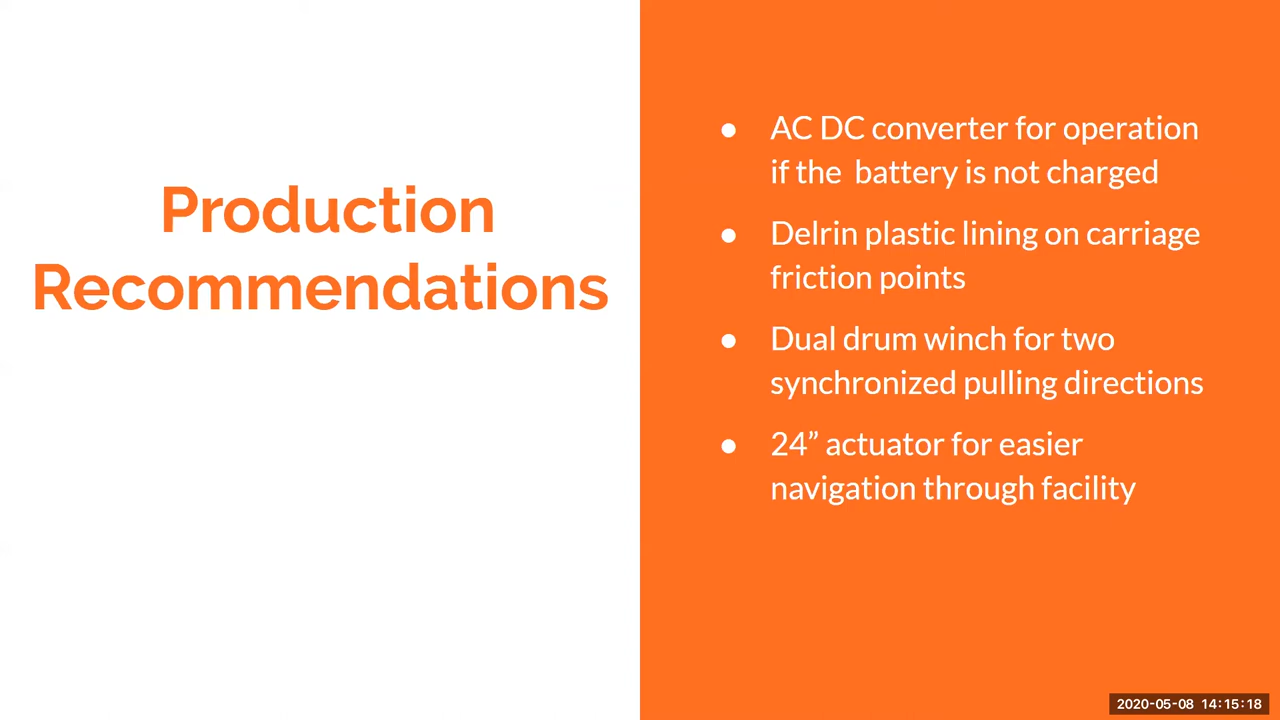 Production
Recommendations
● AC DC converter for operation
if the  battery is not charged
● Delrin plastic lining on carriage
friction points
● Dual drum winch for two
synchronized pulling directions
● 24” actuator for easier
navigation through facility
2020-05-08 14:15:18